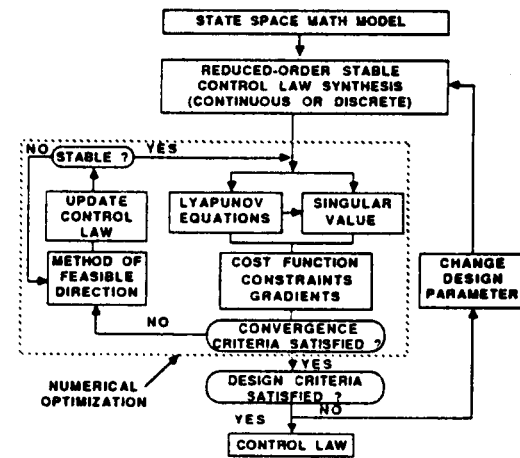 STATE SPACE MATH MODEL
REDUCED-ORDER STABLE
CONTROL LAW SYNTHESIS
(CONTINUOUS OR DISCRETE)
NO
STABLE ?
YES
UPDATE
CONTROL
LAW
LYAPUNOV
EQUATIONS
SINGULAR
VALUE
METHOD OF
FEASIBLE
DIRECTION
COST FUNCTION
CONSTRAINTS
GRADIENTS
CHANGE
DESIGN
PARAMETER
NO
CONVERGENCE
CRITERIA SATISFIED ?
YES
NUMERICAL
OPTIMIZATION
DESIGN CRITERIA
SATISFIED ?
YES
NO
CONTROL LAW